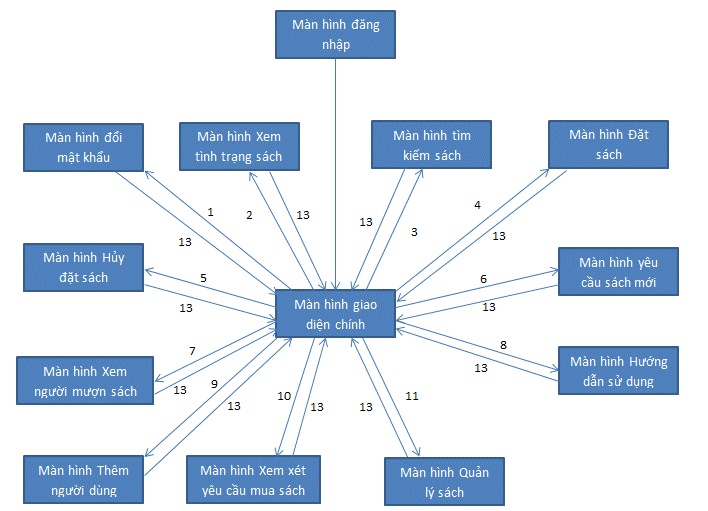 Màn hình đăng
nhập
Màn hình đổi
mật khẩu
Màn hình Xem
tình trạng sách
Màn hình tìm
kiếm sách
Màn hình Đặt
sách
1
2
13
13
3
4
13
13
Màn hình Hủy
đặt sách
5
13
6
13
Màn hình yêu
cầu sách mới
Màn hình giao
diện chính
7
13
8
13
Màn hình Xem
người mượn sách
Màn hình Hướng
dẫn sử dụng
9
13
10
13
13
11
Màn hình Thêm
người dùng
Màn hình Xem xét
yêu cầu mua sách
Màn hình Quản
lý sách